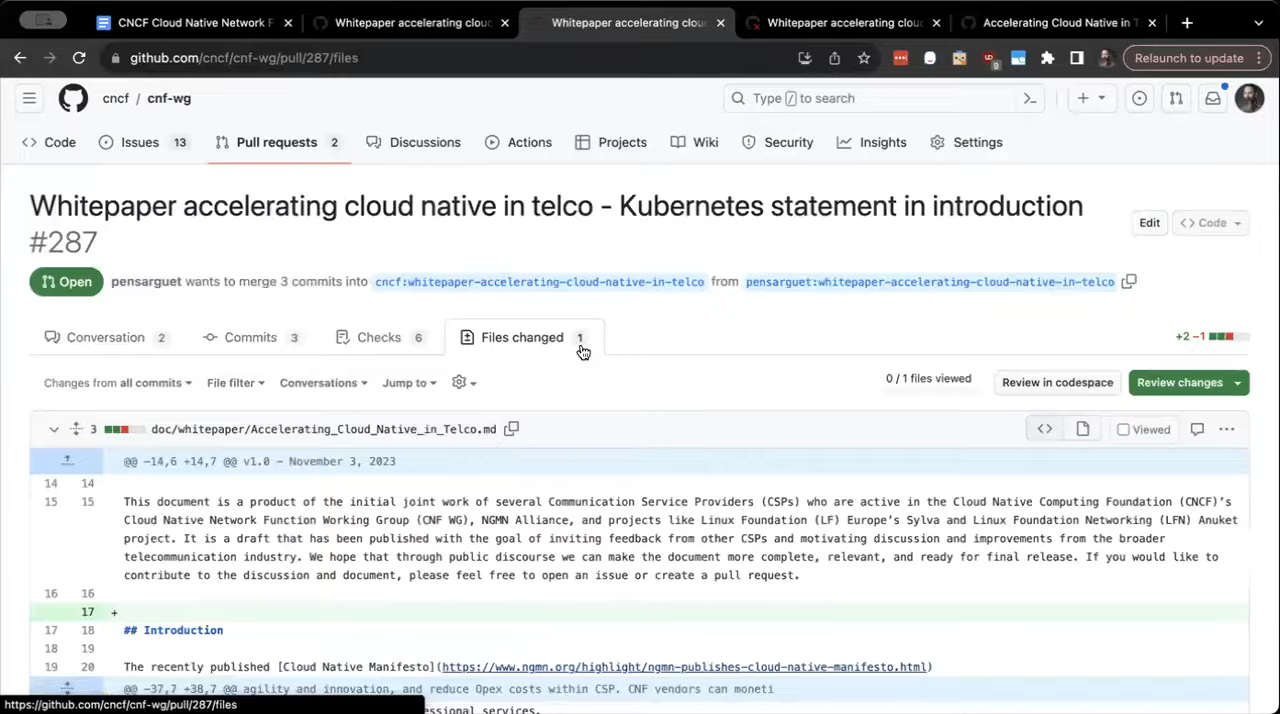 CNCF Cloud Native Network F
Whitepaper accelerating clou
Whitepaper accelerating clou
Whitepaper accelerating clou
Accelerating Cloud Native in T
github.com/cncf/cnf-wg/pull/287/files
9
Relaunch to update
cncf / cnf-wg
Type / to search
Code
Issues 13
Pull requests 2
Discussions
Actions
Projects
Wiki
Security
Insights
Settings
Whitepaper accelerating cloud native in telco - Kubernetes statement in introduction
#287
Edit
<> Code
Open
pensarguet wants to merge 3 commits into cncf:whitepaper-accelerating-cloud-native-in-telco from pensarguet:whitepaper-accelerating-cloud-native-in-telco
Conversation 2
Commits 3
Checks 6
Files changed 1
+2 −1
Changes from all commits
File filter
Conversations
Jump to
0 / 1 files viewed
Review in codespace
Review changes
3 doc/whitepaper/Accelerating_Cloud_Native_in_Telco.md
Viewed
@@ -14,6 +14,7 @@ v1.0 - November 3, 2023
14 14
15 15 This document is a product of the initial joint work of several Communication Service Providers (CSPs) who are active in the Cloud Native Computing Foundation (CNCF)’s
Cloud Native Network Function Working Group (CNF WG), NGMN Alliance, and projects like Linux Foundation (LF) Europe’s Sylva and Linux Foundation Networking (LFN) Anuket
project. It is a draft that has been published with the goal of inviting feedback from other CSPs and motivating discussion and improvements from the broader
telecommunication industry. We hope that through public discourse we can make the document more complete, relevant, and ready for final release. If you would like to
contribute to the discussion and document, please feel free to open an issue or create a pull request.
16 16
17 +
17 18 ## Introduction
18 19
19 20 The recently published [Cloud Native Manifesto](https://www.ngmn.org/highlight/ngmn-publishes-cloud-native-manifesto.html)
@@ -37,7 +38,7 @@ agility and innovation, and reduce Opex costs within CSP. CNF vendors can moneti
https://github.com/cncf/cnf-wg/pull/287/files
essional services.